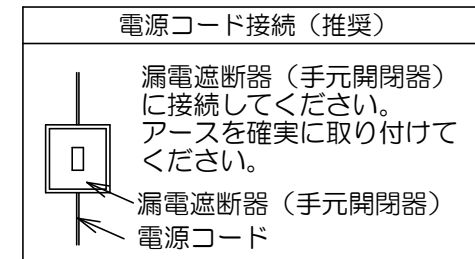 電源コード接続（推奨）
漏電遮断器（手元開閉器）
に接続してください。
アースを確実に取り付けて
ください。
漏電遮断器（手元開閉器）
電源コード